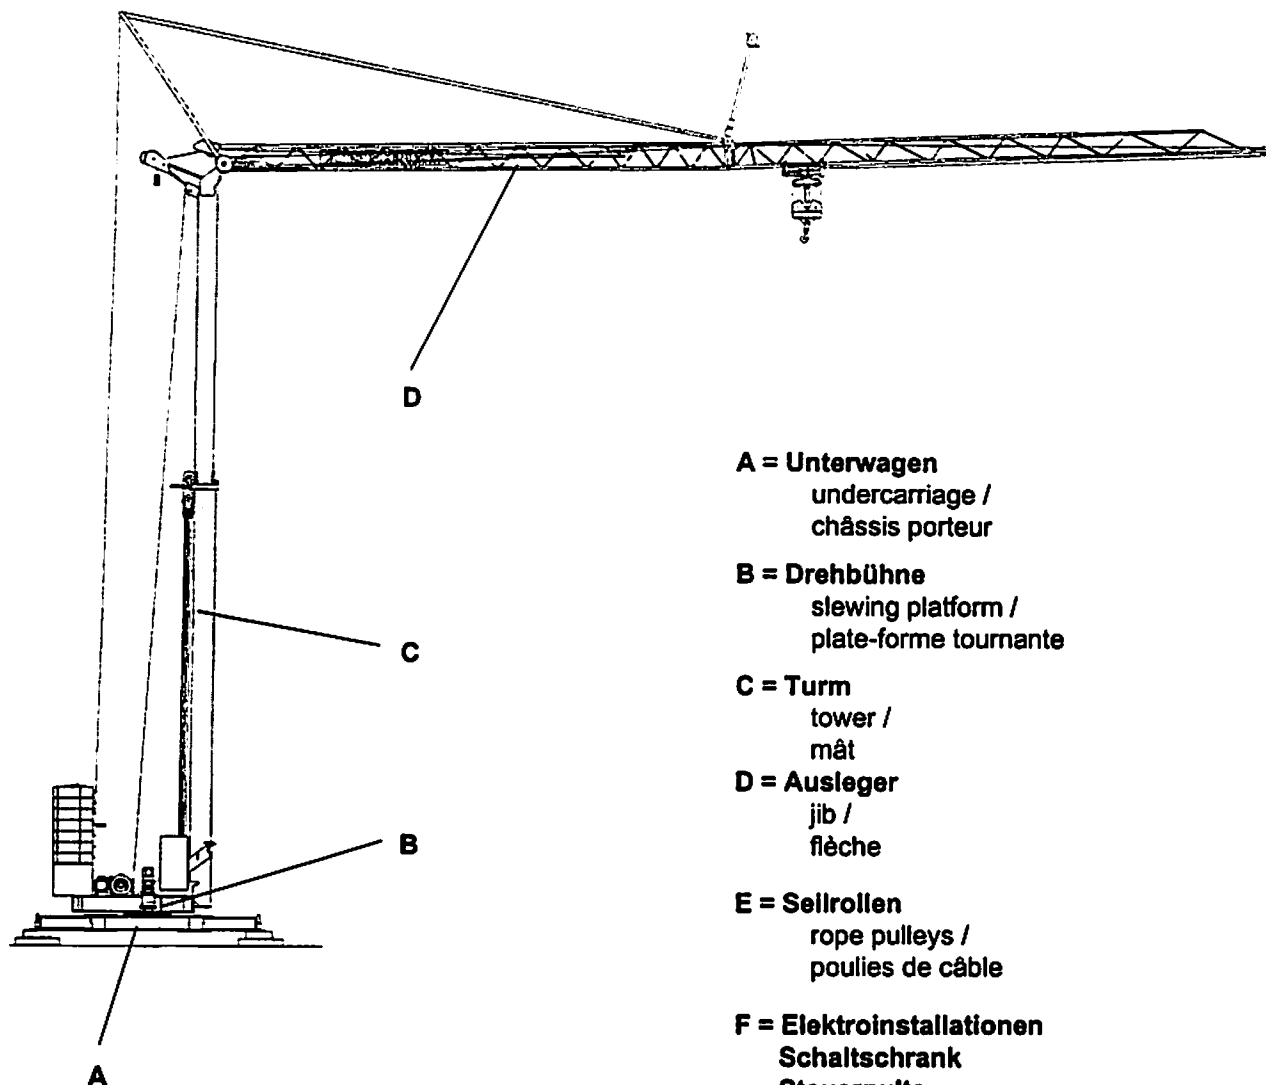 D
A = Unterwagen
undercarriage /
châssis porteur
B = Drehbühne
slewing platform /
plate-forme tournante
C
C = Turm
tower /
mât
D = Ausleger
jib /
flèche
B
E = Seilrollen
rope pulleys /
poulies de câble
F = Elektroinstallationen
Schaltschrank
A